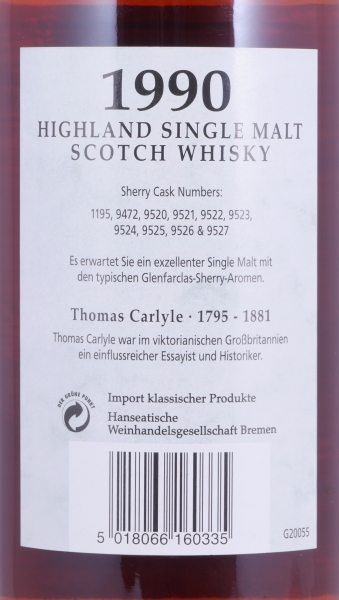 1990
HIGHLAND SINGLE MALT
SCOTCH WHISKY
Sherry Cask Numbers:
1195, 9472, 9520, 9521, 9522, 9523,
9524, 9525, 9526 & 9527
Es erwartet Sie ein exzellenter Single Malt mit
den typischen Glenfarclas-Sherry-Aromen.
Thomas Carlyle · 1795 - 1881
Thomas Carlyle war im viktorianischen Großbritannien
ein einflussreicher Essayist und Historiker.
DER GRÜNE PUNKT
Import klassischer Produkte
Hanseatische
Weinhandelsgesellschaft Bremen
5 018066 160335
G20055